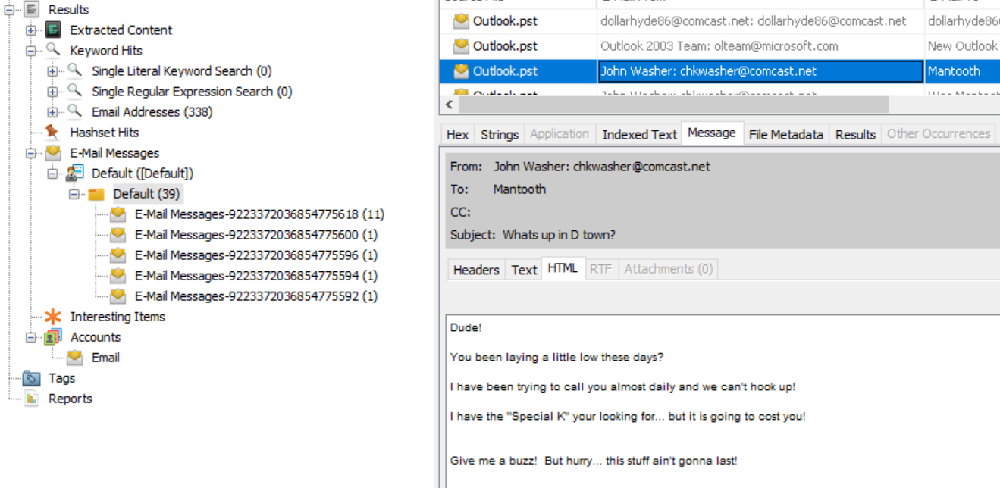 Results
Extracted Content
Keyword Hits
Single Literal Keyword Search (0)
Single Regular Expression Search (0)
Email Addresses (338)
Hashset Hits
E-Mail Messages
Default ([Default])
Default (39)
E-Mail Messages-9223372036854775618 (11)
E-Mail Messages-9223372036854775600 (1)
E-Mail Messages-9223372036854775596 (1)
E-Mail Messages-9223372036854775594 (1)
E-Mail Messages-9223372036854775592 (1)
Interesting Items
Accounts
Email
Tags
Reports
Outlook.pst dollarhyde86@comcast.net: dollarhyde86@comcast.net dollarhyde86
Outlook.pst Outlook 2003 Team: olteam@microsoft.com New Outlook
Outlook.pst John Washer: chkwasher@comcast.net Mantooth
Outlook.pst John Washer: chkwasher@comcast.net
Hex Strings Application Indexed Text Message File Metadata Results Other Occurrences
From: John Washer: chkwasher@comcast.net
To: Mantooth
CC:
Subject: Whats up in D town?
Headers Text HTML RTF Attachments (0)
Dude!
You been laying a little low these days?
I have been trying to call you almost daily and we can't hook up!
I have the "Special K" your looking for... but it is going to cost you!
Give me a buzz! But hurry... this stuff ain't gonna last!